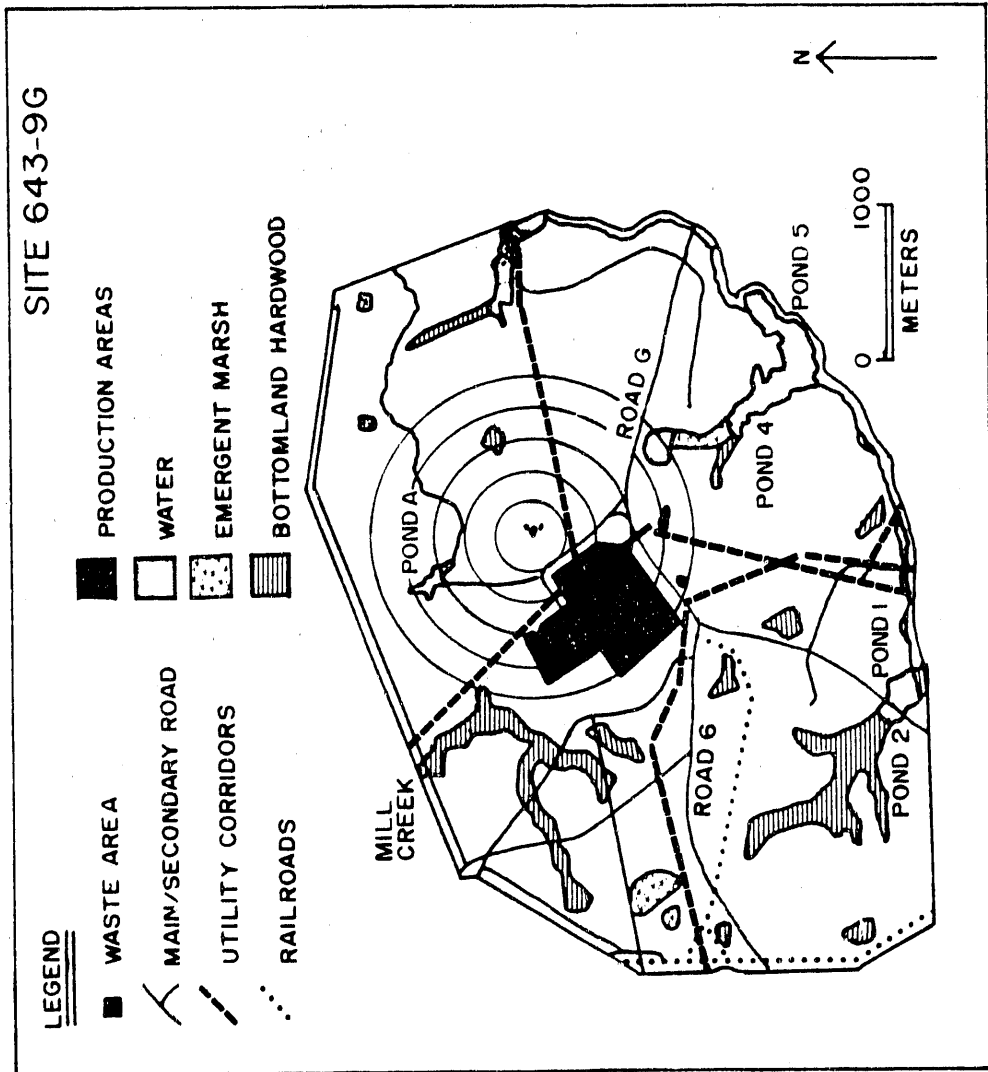 SITE 643-9G
LEGEND
WASTE AREA
MAIN/SECONDARY ROAD
UTILITY CORRIDORS
RAILROADS
PRODUCTION AREAS
WATER
EMERGENT MARSH
BOTTOMLAND HARDWOOD
MILL
CREEK
POND A
ROAD G
ROAD 6
POND 2
POND 1
POND 4
POND 5
N
0 1000
METERS